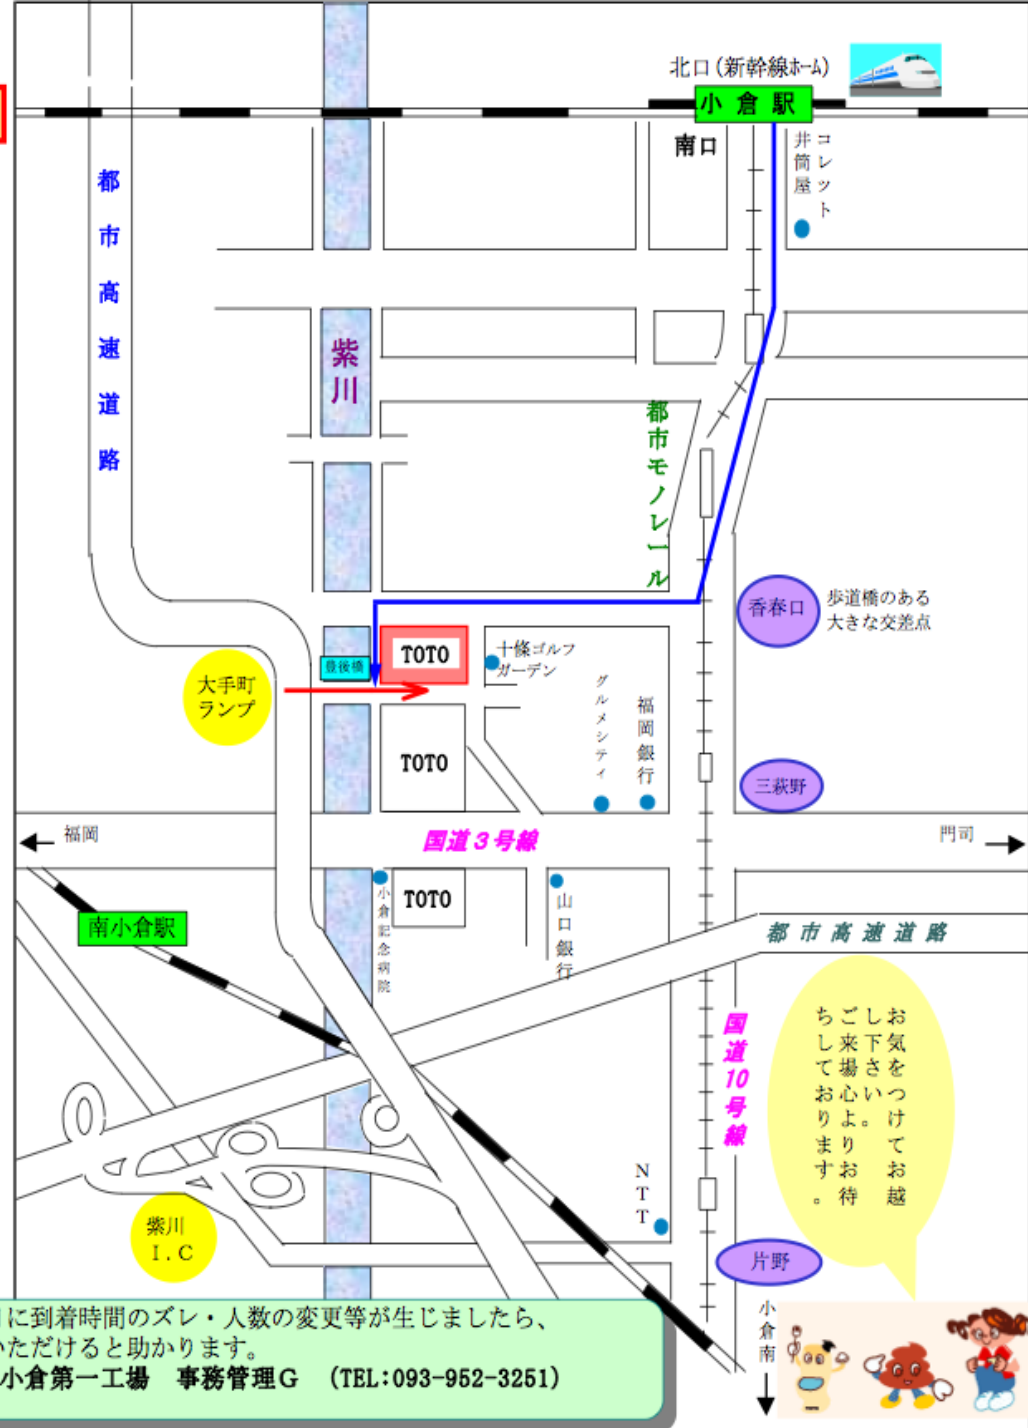 北口(新幹線ホーム)
小倉駅
南口
コレット
井筒屋
都市高速道路
紫川
都市モノレール
香春口
歩道橋のある
大きな交差点
豊後橋
TOTO
十條ゴルフ
ガーデン
大手町
ランプ
グルメシティ
福岡銀行
TOTO
三萩野
福岡
国道3号線
門司
小倉記念病院
TOTO
山口銀行
南小倉駅
都市高速道路
国道10号線
お気をつけてお越
し下さい。
ご来場心よりお待
ちしております。
NTT
紫川
I.C
片野
小倉南
に到着時間のズレ・人数の変更等が生じましたら、
いただけると助かります。
小倉第一工場 事務管理G (TEL:093-952-3251)